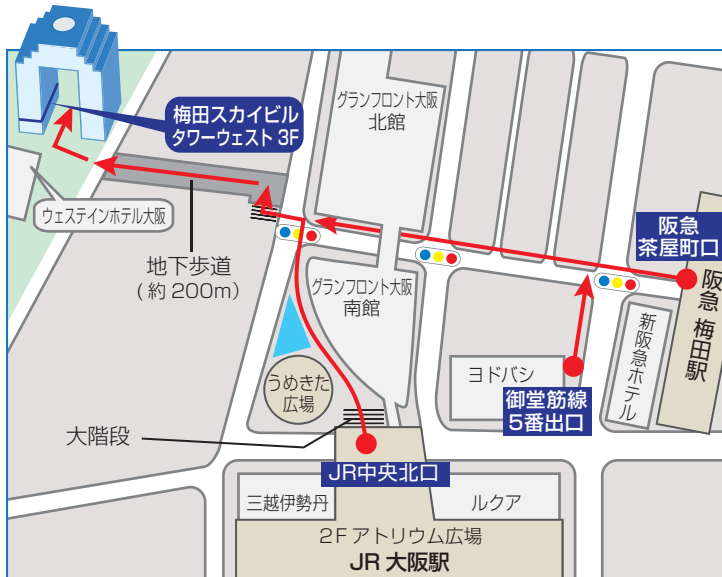 梅田スカイビル
タワーウェスト 3F
グランフロント大阪
北館
ウェステインホテル大阪
地下歩道
（約 200m）
阪急
茶屋町口
阪急 梅田駅
グランフロント大阪
南館
新阪急ホテル
ヨドバシ
うめきた
広場
御堂筋線
5番出口
大階段
JR中央北口
三越伊勢丹
ルクア
2F アトリウム広場
JR 大阪駅